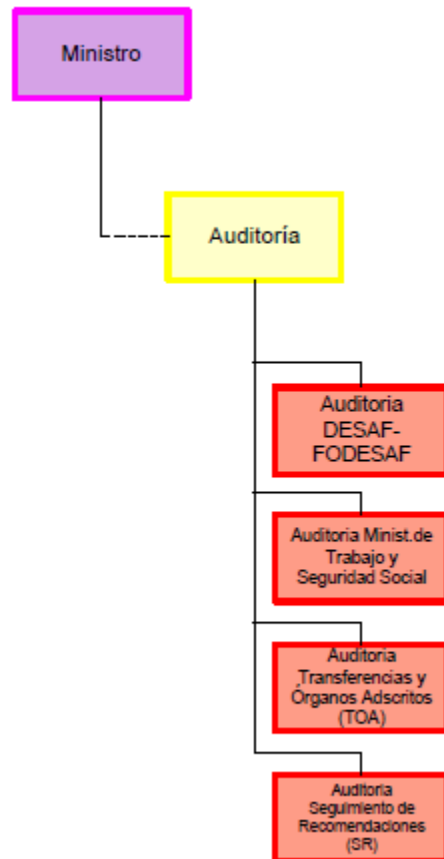 Ministro
Auditoría
Auditoria
DESAF-
FODESAF
Auditoria Minist.de
Trabajo y
Seguridad Social
Auditoria
Transferencias y
Órganos Adscritos
(TOA)
Auditoria
Seguimiento de
Recomendaciones
(SR)